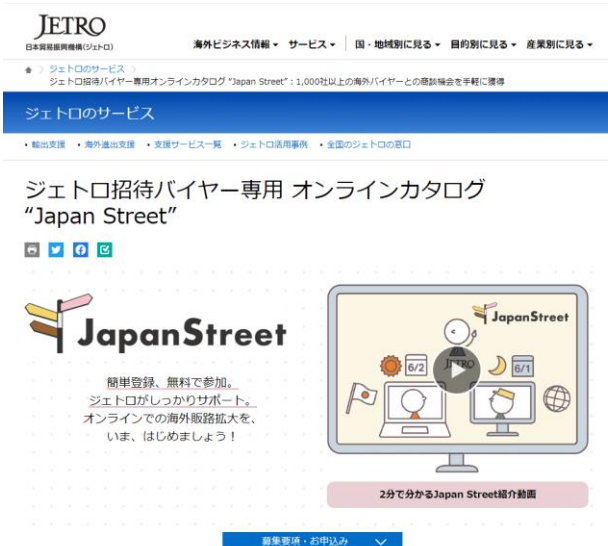 JETRO
日本貿易振興機構(ジェトロ)
海外ビジネス情報 サービス 国・地域別に見る 目的別に見る 産業別に見る
ジェトロのサービス
ジェトロ招待バイヤー専用オンラインカタログ "Japan Street":1,000社以上の海外バイヤーとの商談機会を手軽に獲得
ジェトロのサービス
・輸出支援 ・海外進出支援 ・支援サービス一覧 ・ジェトロ活用事例 ・全国のジェトロの窓口
ジェトロ招待バイヤー専用 オンラインカタログ
"Japan Street"
JapanStreet
簡単登録、無料で参加。
ジェトロがしっかりサポート。
オンラインでの海外販路拡大を、
いま、はじめましょう!
JapanStreet
6/2 JETRO 6/1
2分で分かるJapan Street紹介動画
募集要項・お申込み